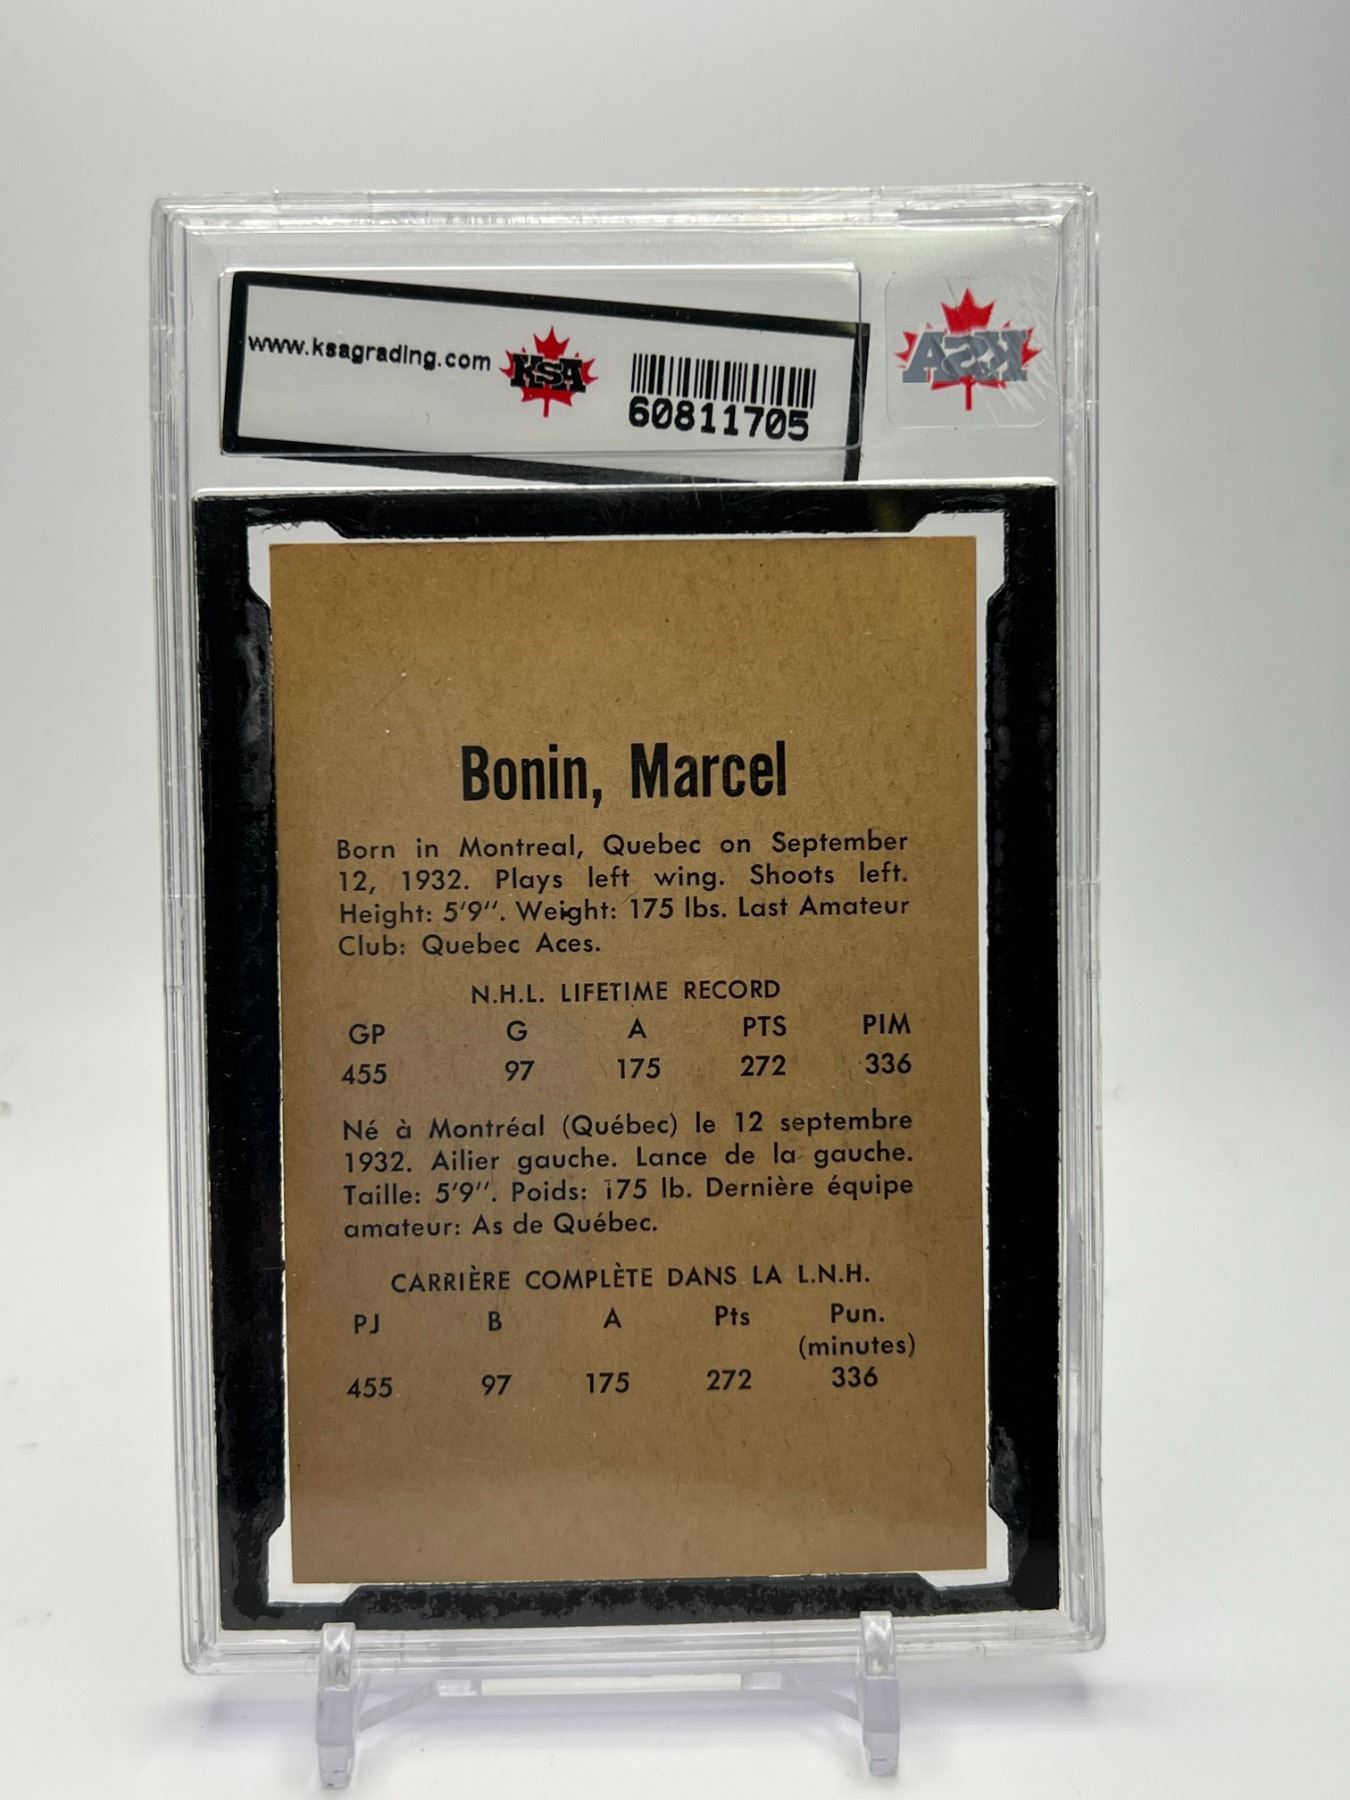 www.ksagrading.com KSA
60811705
KSA
Bonin, Marcel
Born in Montreal, Quebec on September
12, 1932. Plays left wing. Shoots left.
Height: 5'9". Weight: 175 lbs. Last Amateur
Club: Quebec Aces.
N.H.L. LIFETIME RECORD
GP G A PTS PIM
455 97 175 272 336
Né à Montréal (Québec) le 12 septembre
1932. Ailier gauche. Lance de la gauche.
Taille: 5'9". Poids: 175 lb. Dernière équipe
amateur: As de Québec.
CARRIÈRE COMPLÈTE DANS LA L.N.H.
PJ B A Pts Pun.
(minutes)
455 97 175 272 336